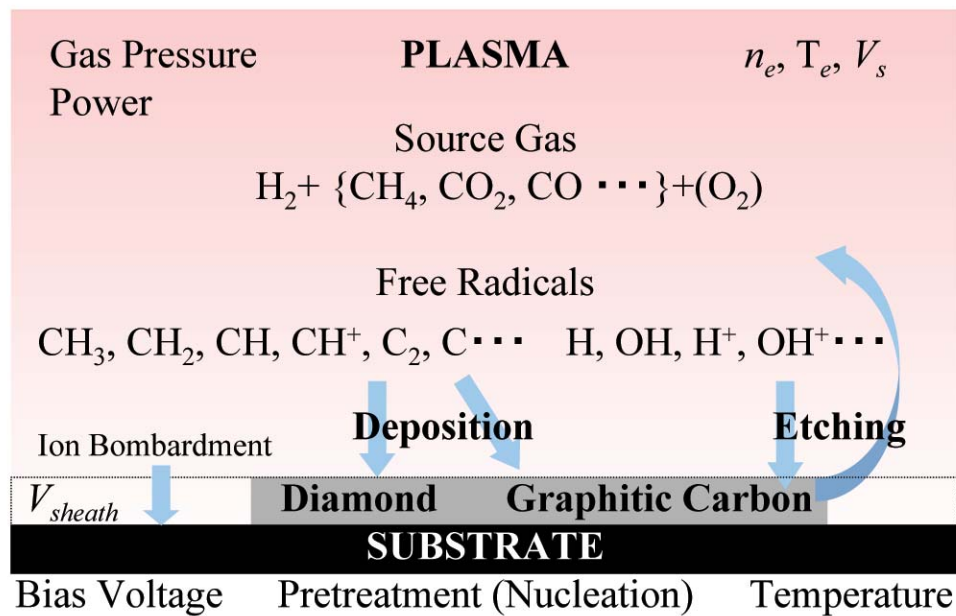 Gas Pressure PLASMA nₑ, Tₑ, Vₛ
Power
Source Gas
H₂+ {CH₄, CO₂, CO ･･･}+(O₂)
Free Radicals
CH₃, CH₂, CH, CH⁺, C₂, C･･･ H, OH, H⁺, OH⁺･･･
Deposition Etching
Ion Bombardment
V_sheath Diamond Graphitic Carbon
SUBSTRATE
Bias Voltage Pretreatment (Nucleation) Temperature